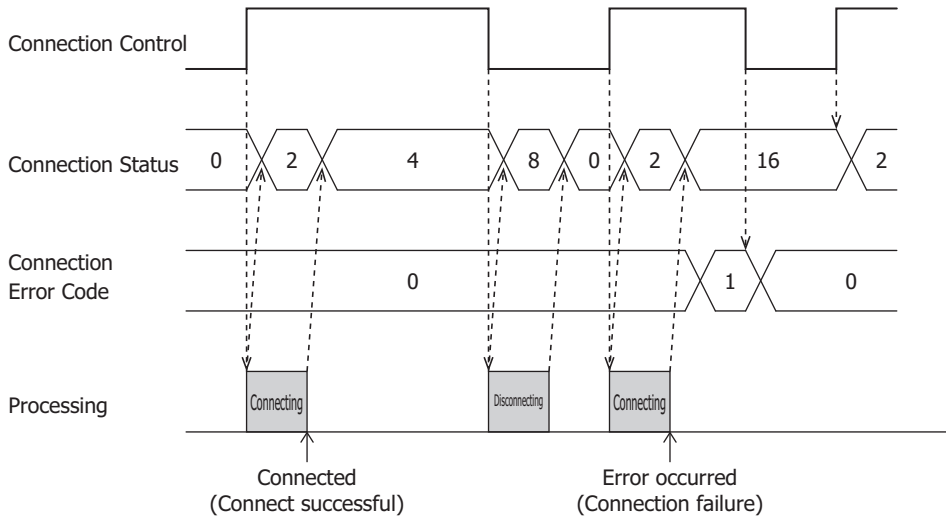 Connection Control
Connection Status
0 2 4 8 0 2 16 2
Connection
Error Code
0 1 0
Processing
Connecting Disconnecting Connecting
Connected
(Connect successful)
Error occurred
(Connection failure)